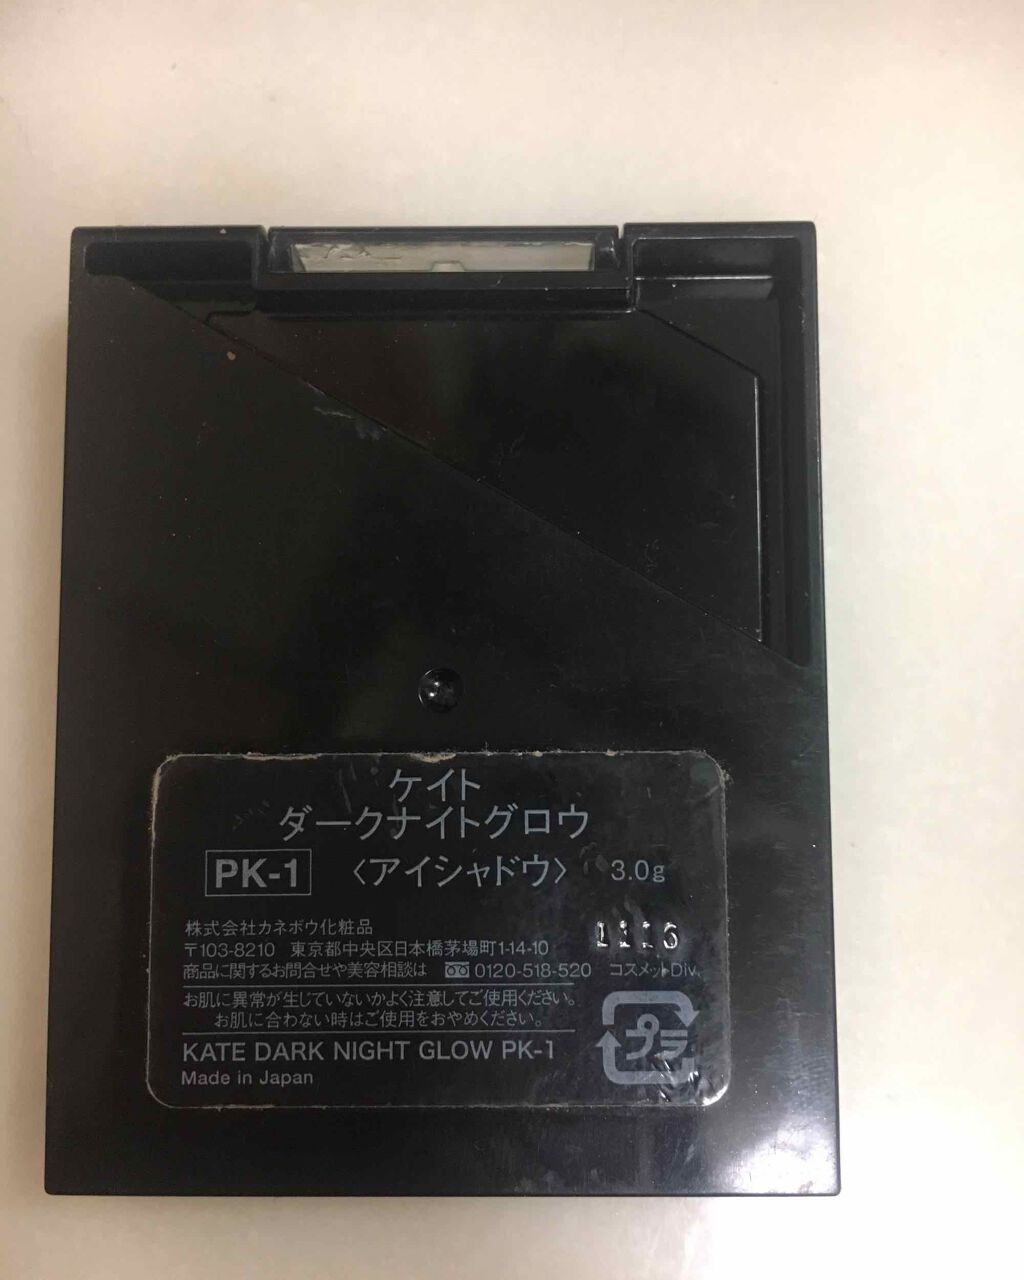 ケイト
ダークナイトグロウ
PK-1 〈アイシャドウ〉 3.0g
株式会社カネボウ化粧品
〒103-8210 東京都中央区日本橋茅場町1-14-10
1116
商品に関するお問合せや美容相談は 0120-518-520 コスメットDiv.
お肌に異常が生じていないかよく注意してご使用ください。
お肌に合わない時はご使用をおやめください。
プラ
KATE DARK NIGHT GLOW PK-1
Made in Japan